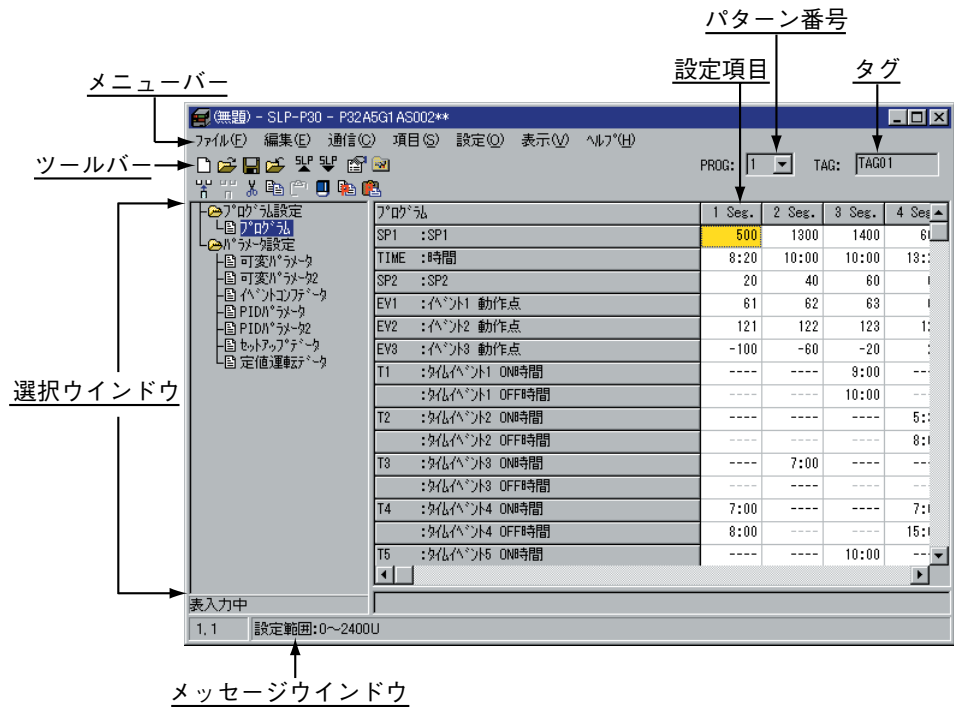 パターン番号
設定項目
タグ
メニューバー
(無題) - SLP-P30 - P32A5G1AS002**
ファイル(F) 編集(E) 通信(C) 項目(S) 設定(O) 表示(V) ヘルプ(H)
ツールバー
SLP SLP
PROG: 1 TAG: TAG01
プログラム設定
プログラム
パラメータ設定
可変パラメータ
可変パラメータ2
イベントコンフデータ
PIDパラメータ
PIDパラメータ2
セットアップデータ
定値運転データ
選択ウインドウ
プログラム 1 Seg. 2 Seg. 3 Seg. 4 Seg
SP1 :SP1 500 1300 1400
TIME :時間 8:20 10:00 10:00 13:
SP2 :SP2 20 40 60
EV1 :イベント1 動作点 61 62 63
EV2 :イベント2 動作点 121 122 123
EV3 :イベント3 動作点 -100 -60 -20
T1 :タイムイベント1 ON時間 ---- ---- 9:00 ---
:タイムイベント1 OFF時間 ---- ---- 10:00 ---
T2 :タイムイベント2 ON時間 ---- ---- ---- 5:
:タイムイベント2 OFF時間 ---- ---- ---- 8:
T3 :タイムイベント3 ON時間 ---- 7:00 ---- ---
:タイムイベント3 OFF時間 ---- ---- ---- ---
T4 :タイムイベント4 ON時間 7:00 ---- ---- 7:
:タイムイベント4 OFF時間 8:00 ---- ---- 15:
T5 :タイムイベント5 ON時間 ---- ---- 10:00 ---
表入力中
1, 1 設定範囲:0～2400U
メッセージウインドウ